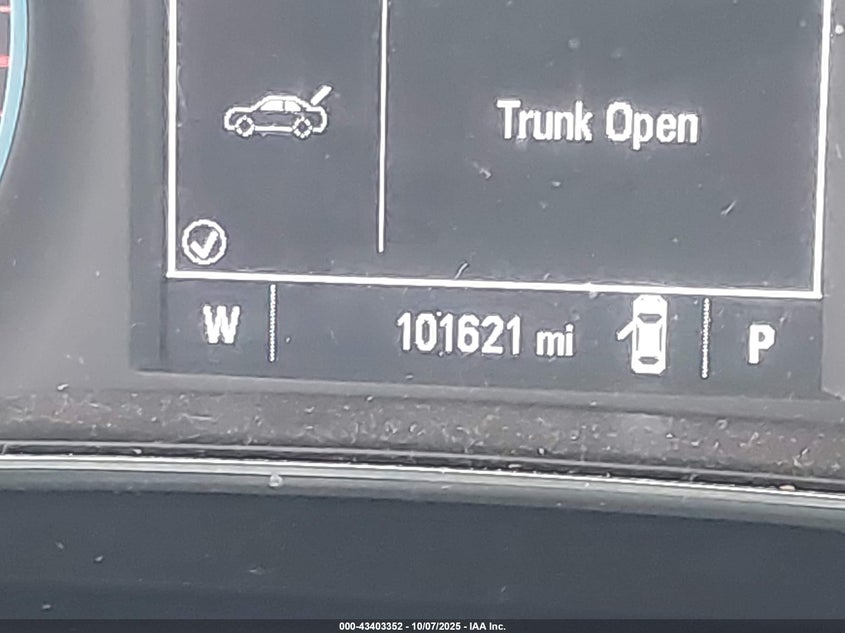 Trunk Open
W 101621 mi P
000-43403352 - 10/07/2025 - IAA Inc.